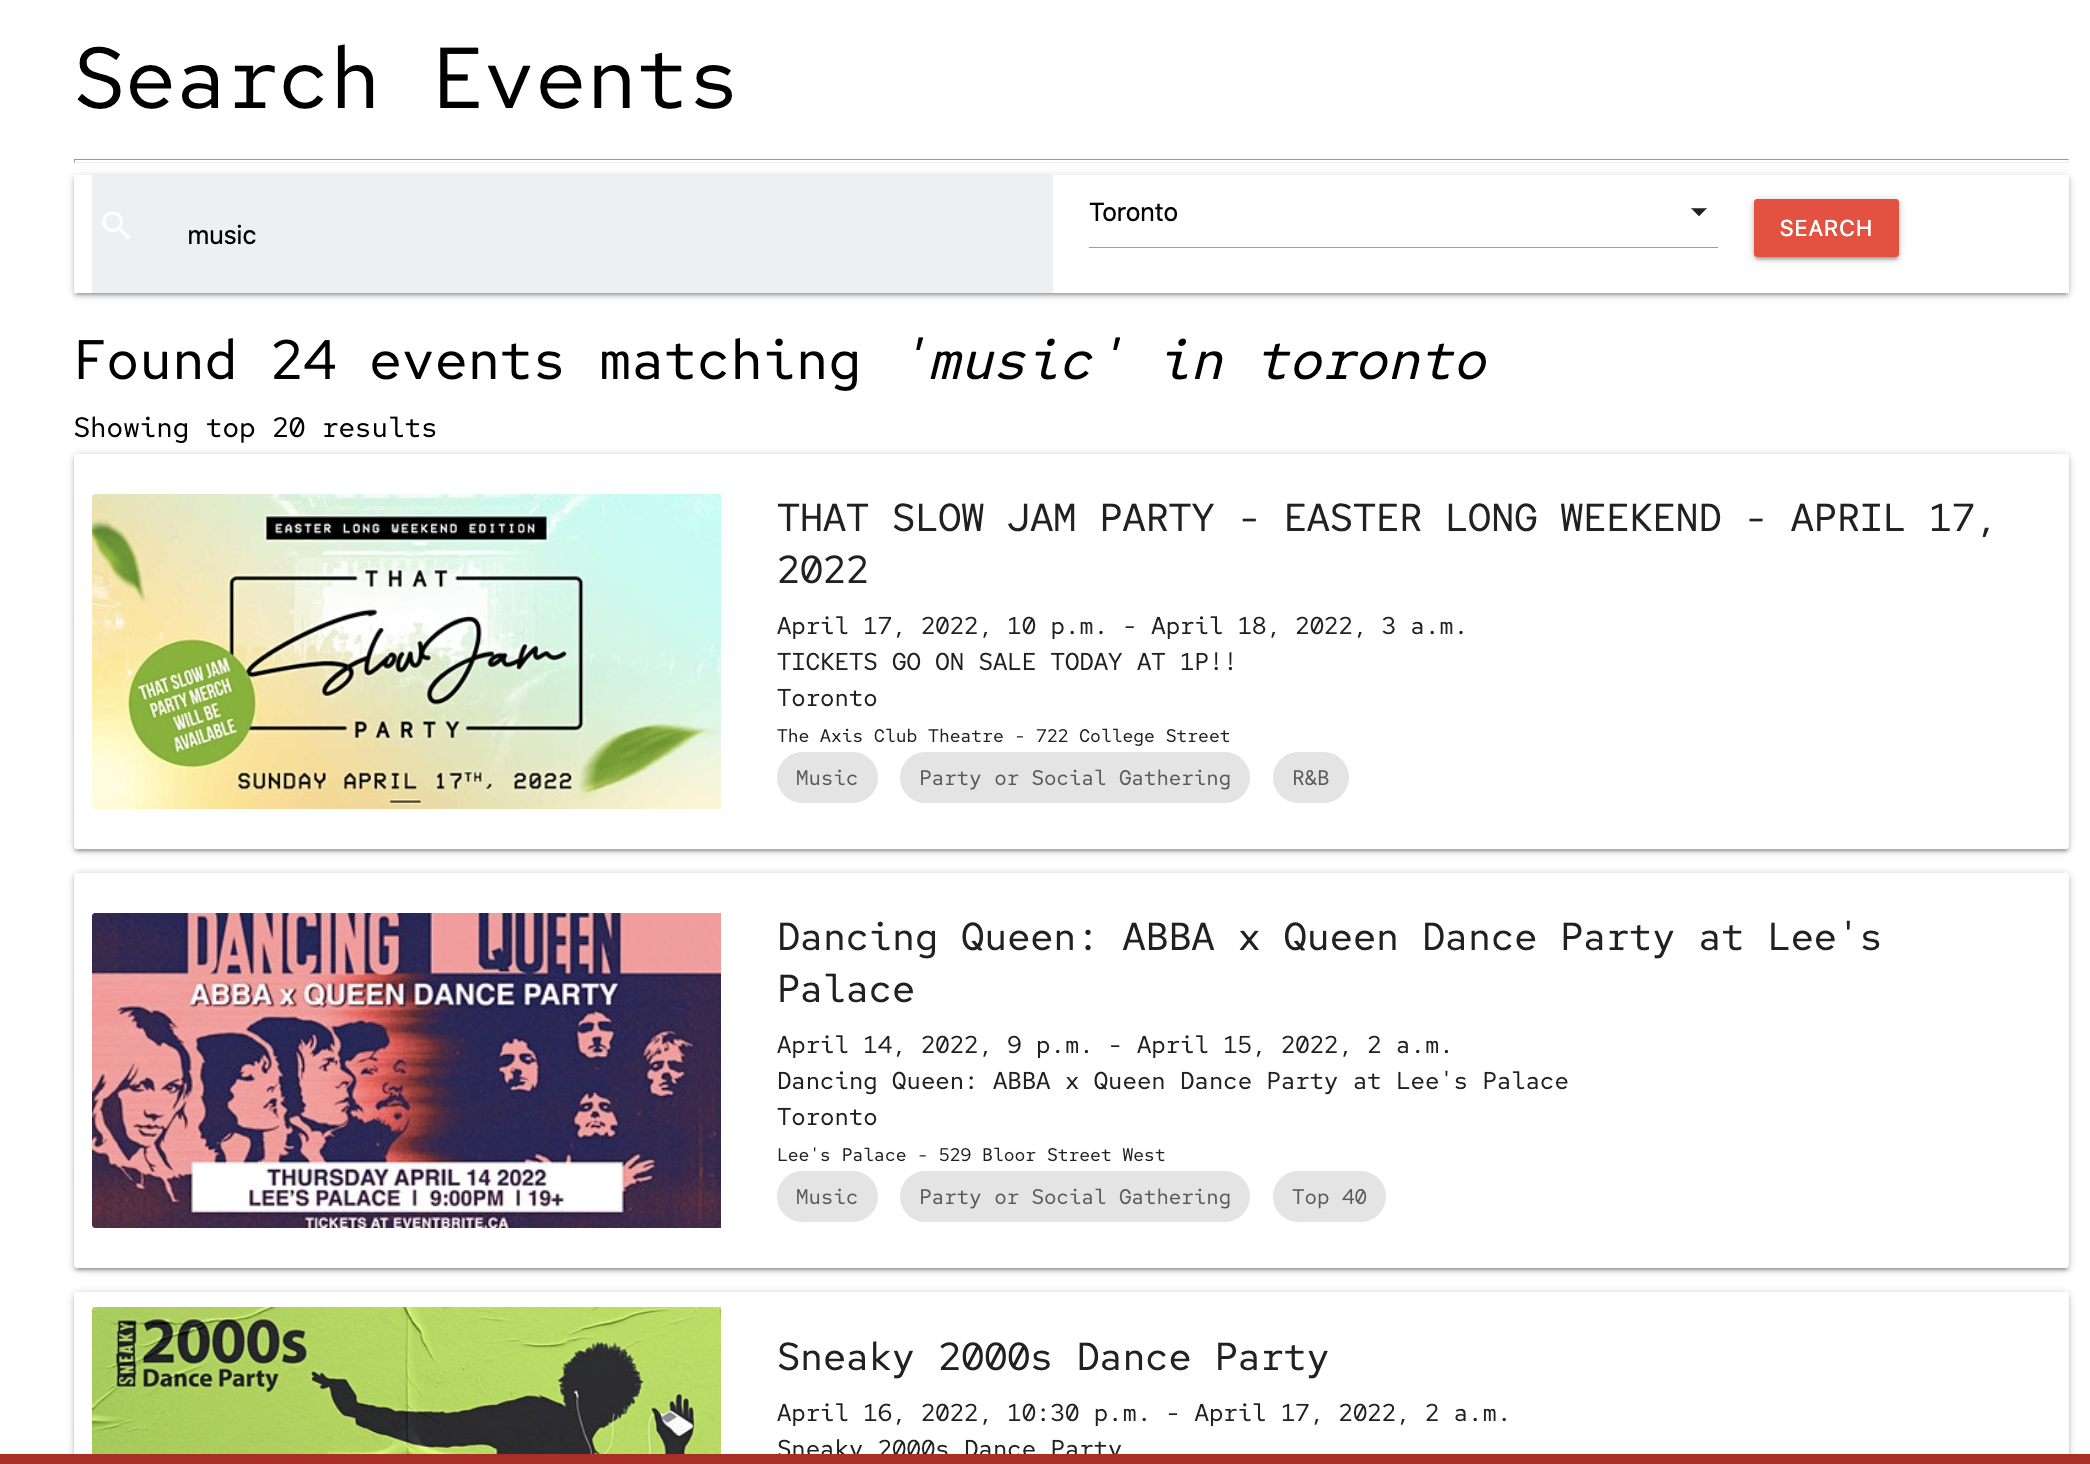 Search Events
music
Toronto
SEARCH
Found 24 events matching 'music' in toronto
Showing top 20 results
EASTER LONG WEEKEND EDITION
THAT
Slow Jam
PARTY
THAT SLOW JAM
PARTY MERCH
WILL BE
AVAILABLE
SUNDAY APRIL 17TH, 2022
THAT SLOW JAM PARTY - EASTER LONG WEEKEND - APRIL 17,
2022
April 17, 2022, 10 p.m. - April 18, 2022, 3 a.m.
TICKETS GO ON SALE TODAY AT 1P!!
Toronto
The Axis Club Theatre - 722 College Street
Music
Party or Social Gathering
R&B
DANCING QUEEN
ABBA x QUEEN DANCE PARTY
THURSDAY APRIL 14 2022
LEE'S PALACE | 9:00PM | 19+
TICKETS AT EVENTBRITE.CA
Dancing Queen: ABBA x Queen Dance Party at Lee's
Palace
April 14, 2022, 9 p.m. - April 15, 2022, 2 a.m.
Dancing Queen: ABBA x Queen Dance Party at Lee's Palace
Toronto
Lee's Palace - 529 Bloor Street West
Music
Party or Social Gathering
Top 40
SNEAKY
2000s
Dance Party
Sneaky 2000s Dance Party
April 16, 2022, 10:30 p.m. - April 17, 2022, 2 a.m.
Sneaky 2000s Dance Party